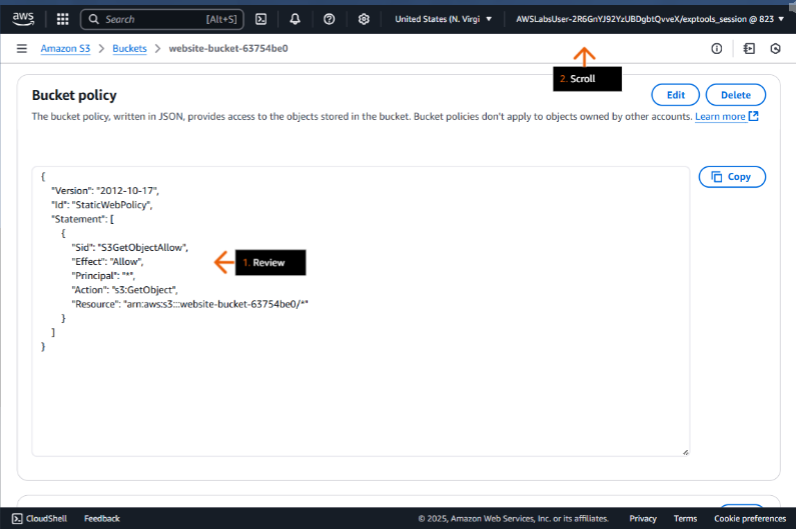 aws
Search [Alt+S]
United States (N. Virgi
AWSLabsUser-2R6GnYJ92YzUBDgbtQvveX/exptools_session @ 823
Amazon S3 > Buckets > website-bucket-63754be0
2. Scroll
Bucket policy
Edit
Delete
The bucket policy, written in JSON, provides access to the objects stored in the bucket. Bucket policies don't apply to objects owned by other accounts. Learn more
Copy
{
"Version": "2012-10-17",
"Id": "StaticWebPolicy",
"Statement": [
{
"Sid": "S3GetObjectAllow",
"Effect": "Allow",
"Principal": "*",
"Action": "s3:GetObject",
"Resource": "arn:aws:s3:::website-bucket-63754be0/*"
}
]
}
1. Review
CloudShell Feedback © 2025, Amazon Web Services, Inc. or its affiliates. Privacy Terms Cookie preferences